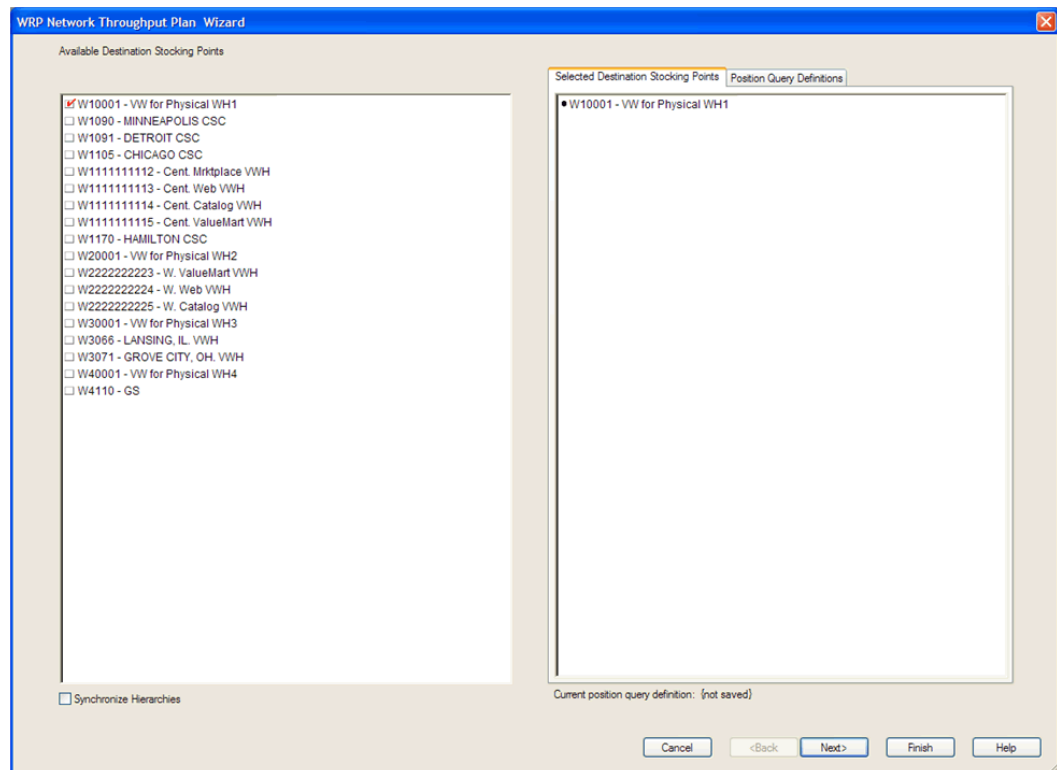 WRP Network Throughput Plan Wizard
Available Destination Stocking Points
Selected Destination Stocking Points Position Query Definitions
W10001 - VW for Physical WH1
W1090 - MINNEAPOLIS CSC
W1091 - DETROIT CSC
W1105 - CHICAGO CSC
W1111111112 - Cent. Mrktplace VWH
W1111111113 - Cent. Web VWH
W1111111114 - Cent. Catalog VWH
W1111111115 - Cent. ValueMart VWH
W1170 - HAMILTON CSC
W20001 - VW for Physical WH2
W2222222223 - W. ValueMart VWH
W2222222224 - W. Web VWH
W2222222225 - W. Catalog VWH
W30001 - VW for Physical WH3
W3066 - LANSING, IL. VWH
W3071 - GROVE CITY, OH. VWH
W40001 - VW for Physical WH4
W4110 - GS
W10001 - VW for Physical WH1
Synchronize Hierarchies
Current position query definition: {not saved}
Cancel <Back Next> Finish Help